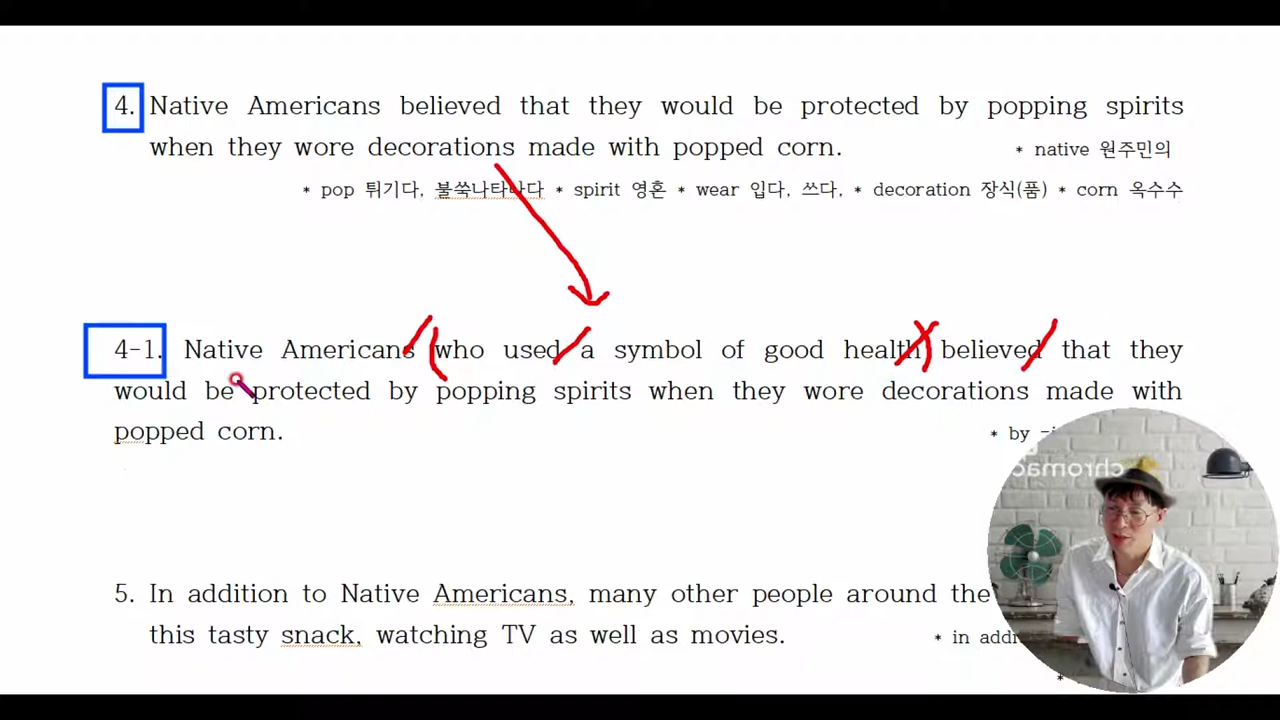 4. Native Americans believed that they would be protected by popping spirits
when they wore decorations made with popped corn. * native 원주민의
* pop 튀기다, 불쑥나타나다 * spirit 영혼 * wear 입다, 쓰다, * decoration 장식(품) * corn 옥수수
4-1. Native Americans who used a symbol of good health believed that they
would be protected by popping spirits when they wore decorations made with
popped corn. * by
5. In addition to Native Americans, many other people around the
this tasty snack, watching TV as well as movies. * in